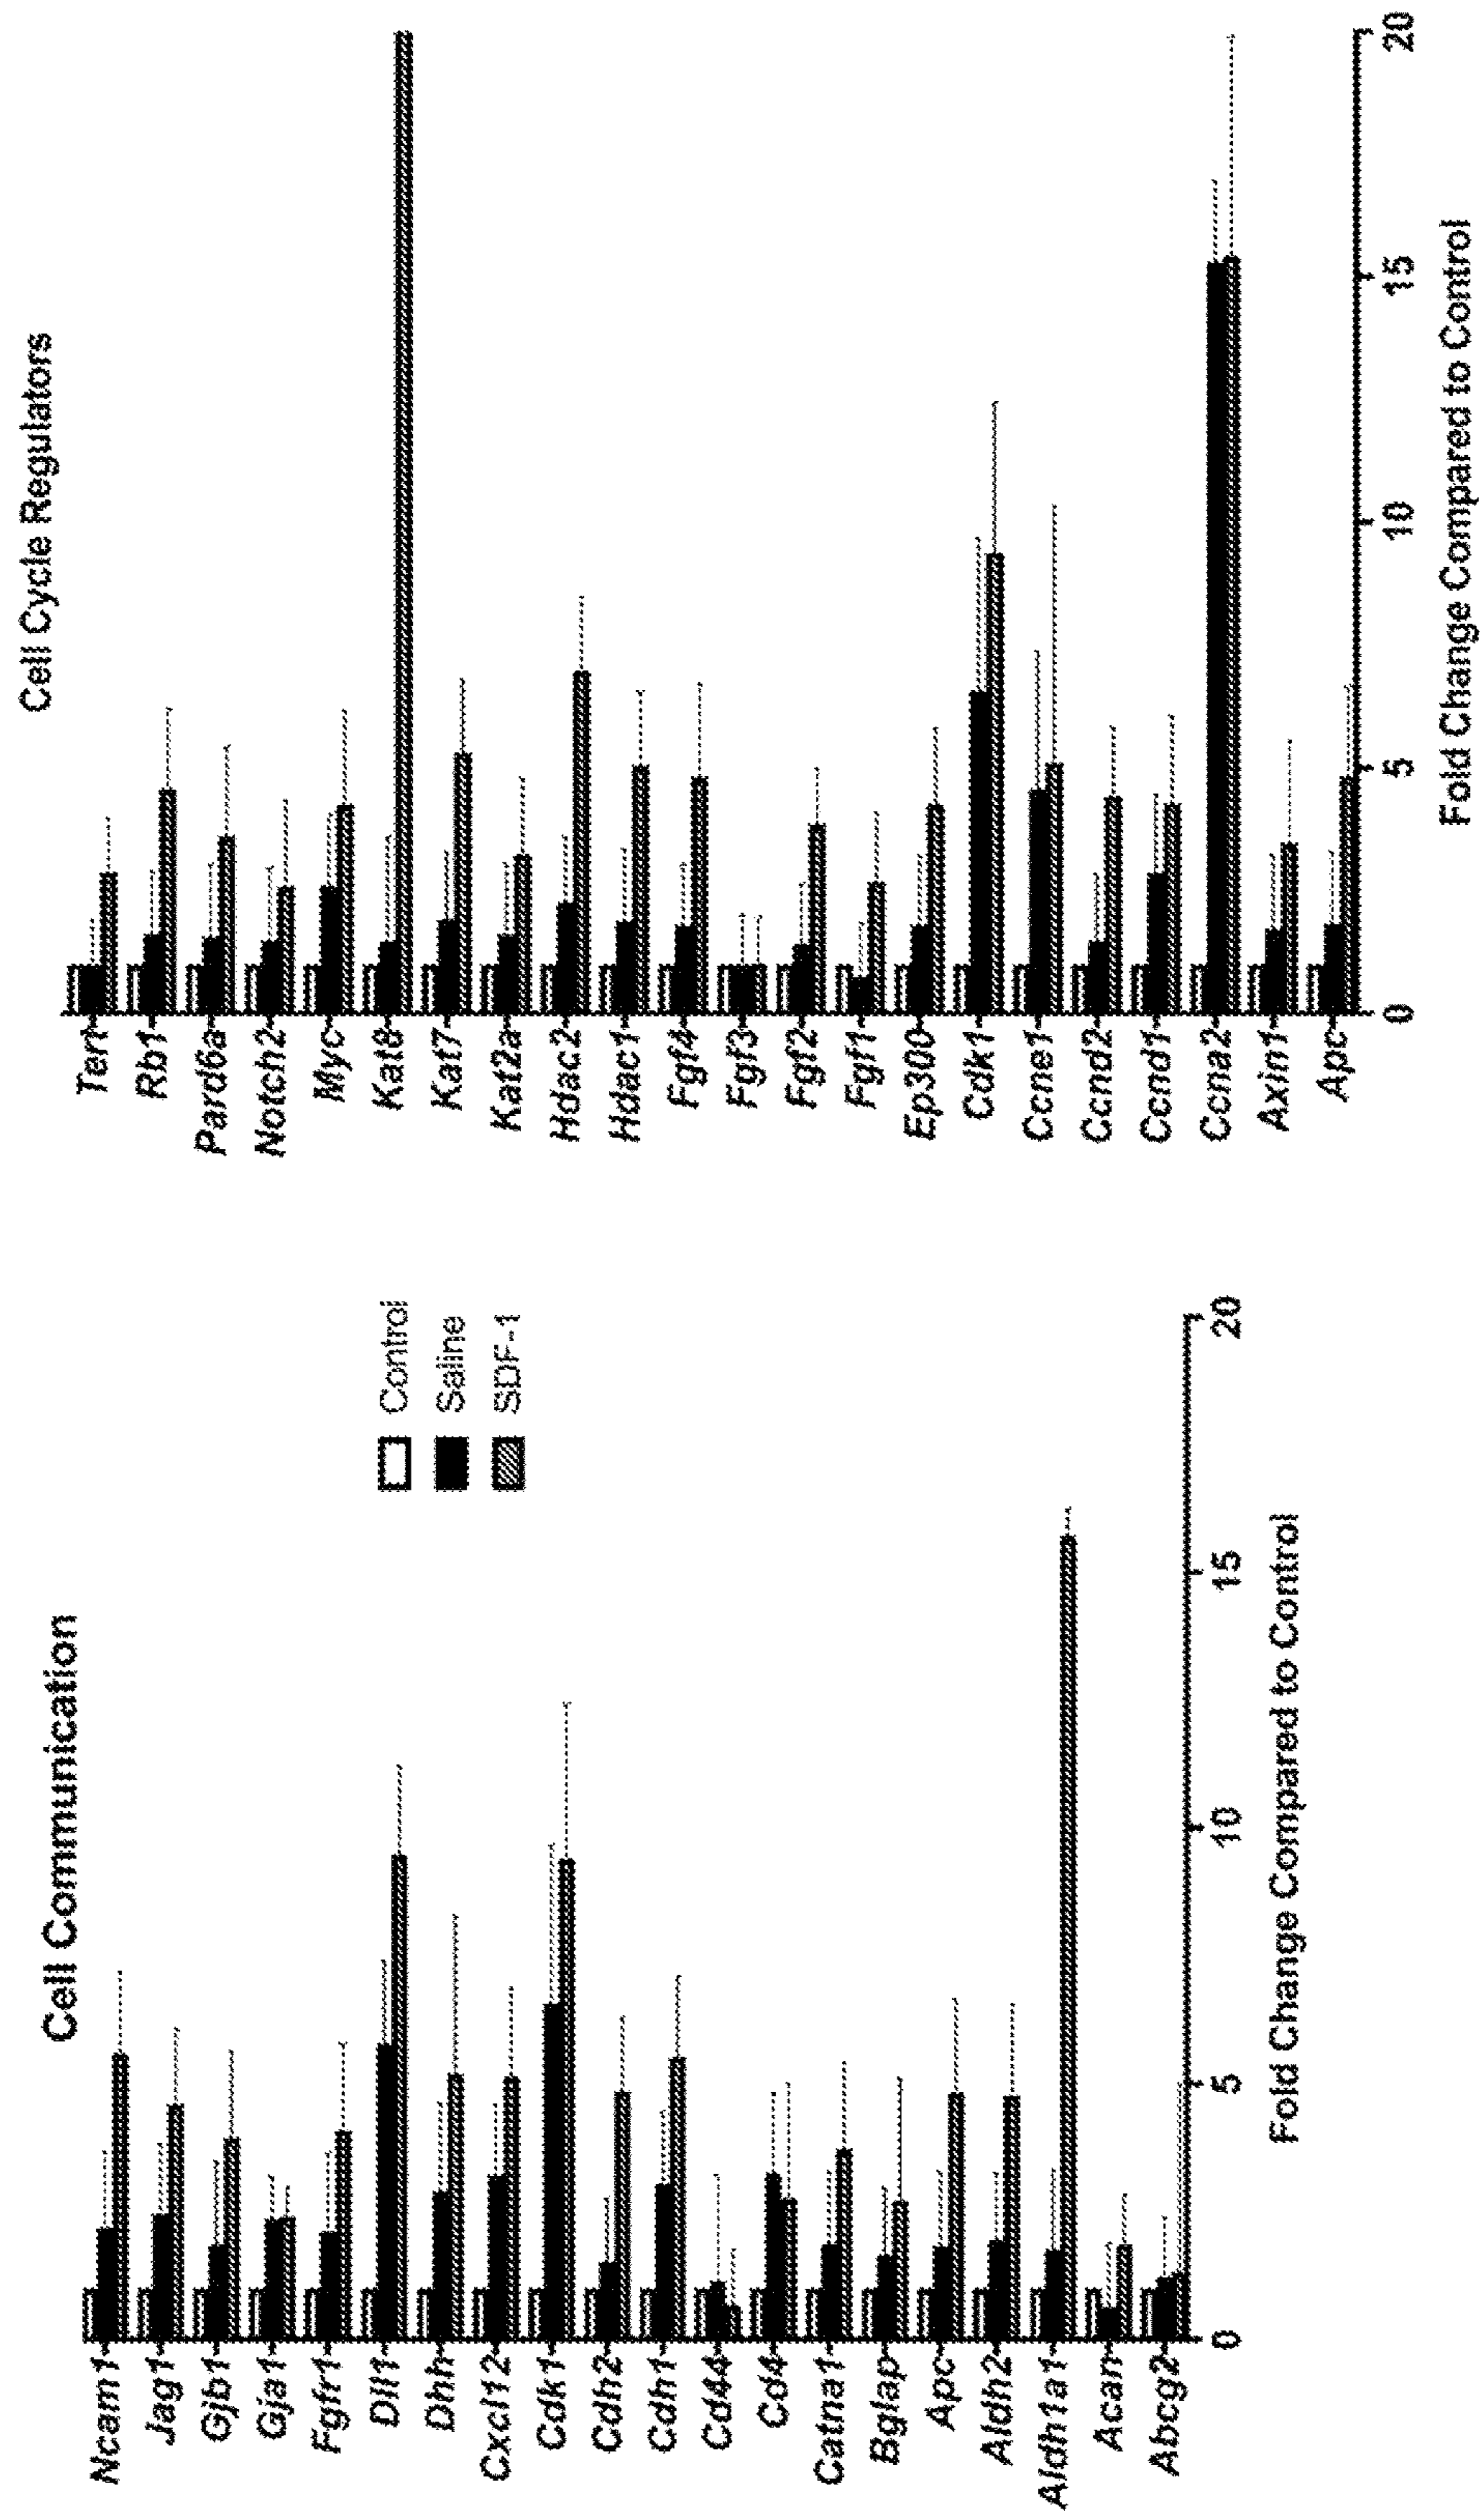 Cell Communication
Ncam1
Jag1
Gjb1
Gja1
Fgfr1
Dll1
Dhh
Cxcl12
Cdk1
Cdh2
Cdh1
Cd44
Cd4
Catna1
Bglap
Apc
Aldh2
Aldh1a1
Acan
Abcg2
0 5 10 15 20
Fold Change Compared to Control
Control
Saline
SDF-1
Cell Cycle Regulators
Tert
Rb1
Pard6a
Notch2
Myc
Kat8
Kat7
Kat2a
Hdac2
Hdac1
Fgf4
Fgf3
Fgf2
Fgf1
Ep300
Cdk1
Ccne1
Ccnd2
Ccnd1
Ccna2
Axin1
Apc
0 5 10 15 20
Fold Change Compared to Control